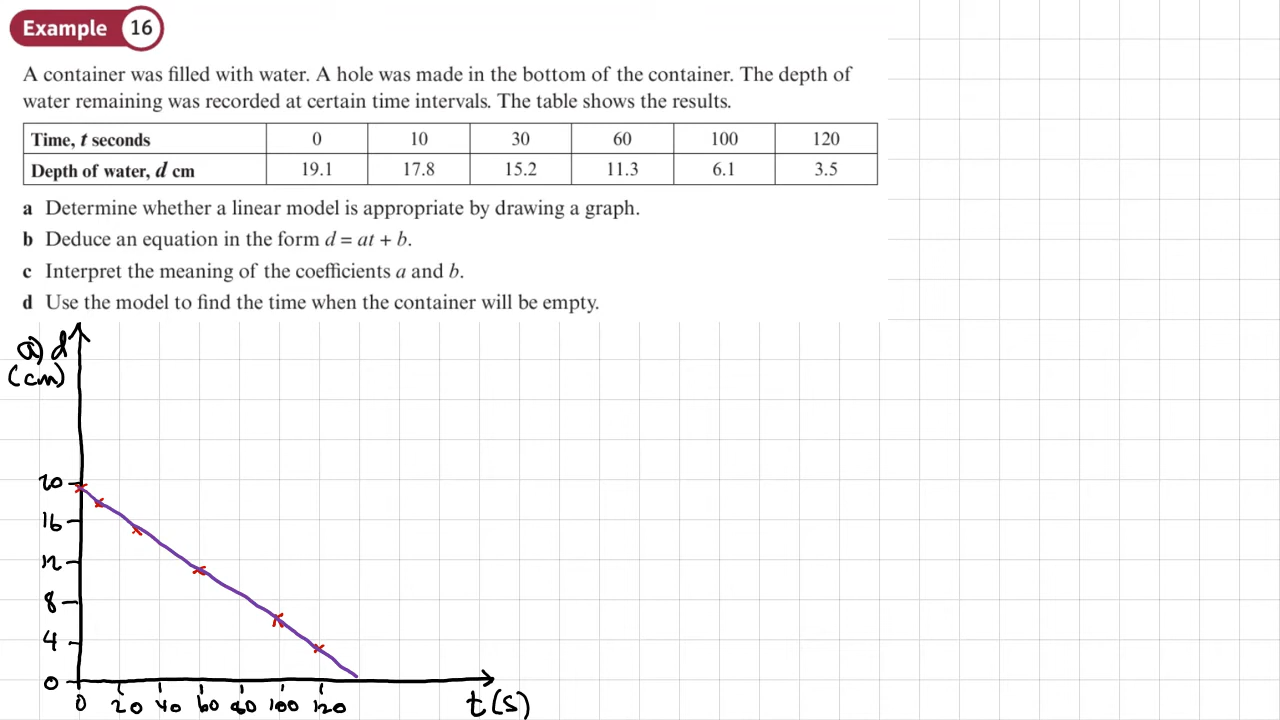 Example 16
A container was filled with water. A hole was made in the bottom of the container. The depth of
water remaining was recorded at certain time intervals. The table shows the results.
Time, t seconds 0 10 30 60 100 120
Depth of water, d cm 19.1 17.8 15.2 11.3 6.1 3.5
a Determine whether a linear model is appropriate by drawing a graph.
b Deduce an equation in the form d = at + b.
c Interpret the meaning of the coefficients a and b.
d Use the model to find the time when the container will be empty.
a) d
(cm)
20
16
12
8
4
0
0 20 40 60 80 100 120 t(s)